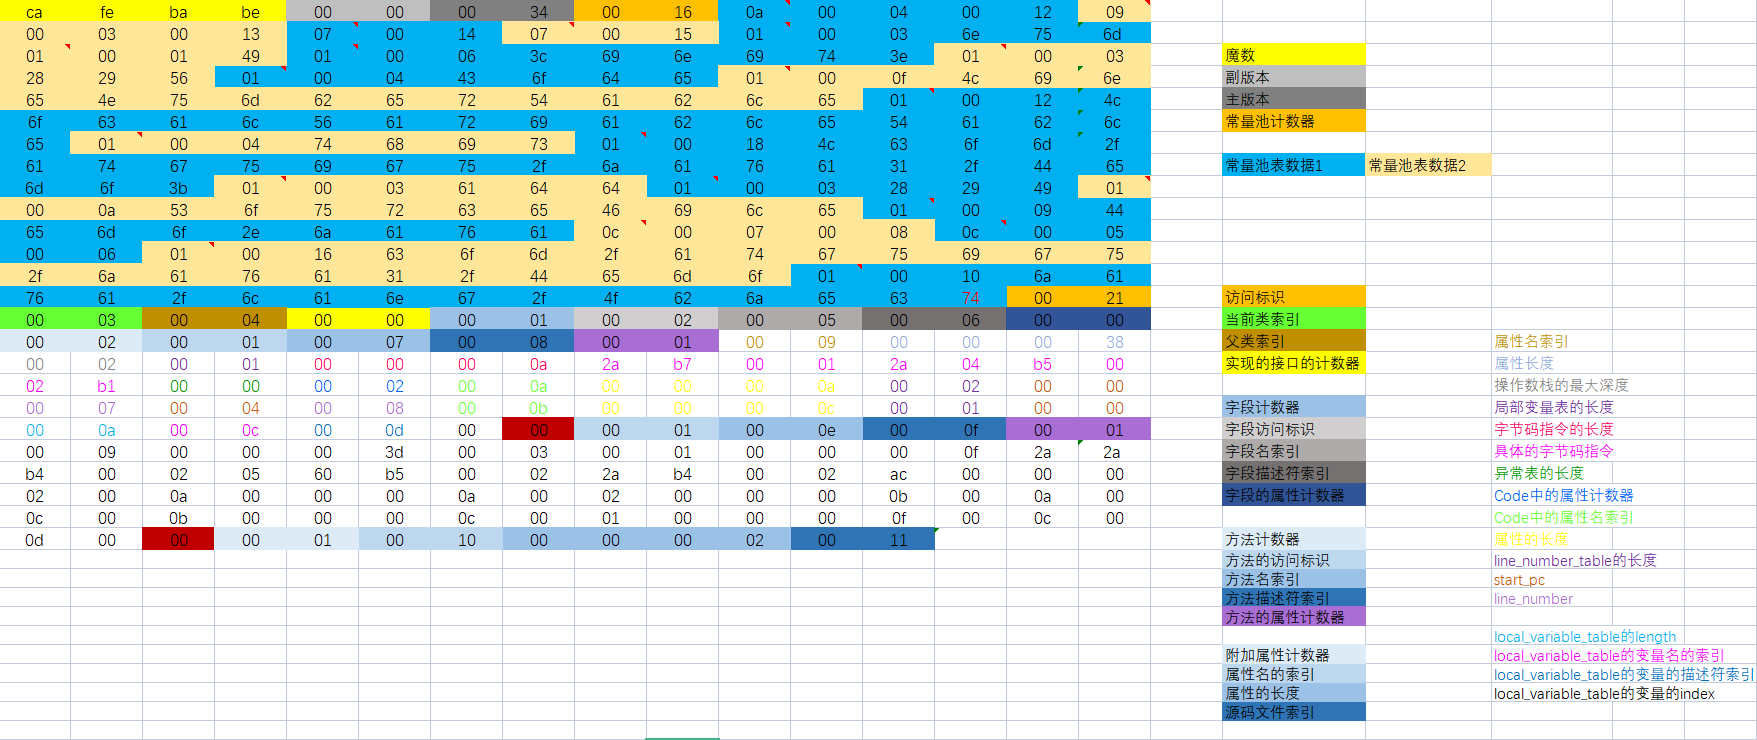 ca fe ba be 00 00 00 34 00 16 0a 00 04 00 12 09
00 03 00 13 07 00 14 07 00 15 01 00 03 6e 75 6d
01 00 01 49 01 00 06 3c 69 6e 69 74 3e 01 00 03 魔数
28 29 56 01 00 04 43 6f 64 65 01 00 0f 4c 69 6e 副版本
65 4e 75 6d 62 65 72 54 61 62 6c 65 01 00 12 4c 主版本
6f 63 61 6c 56 61 72 69 61 62 6c 65 54 61 62 6c 常量池计数器
65 01 00 04 74 68 69 73 01 00 18 4c 63 6f 6d 2f
61 74 67 75 69 67 75 2f 6a 61 76 61 31 2f 44 65 常量池表数据1 常量池表数据2
6d 6f 3b 01 00 03 61 64 64 01 00 03 28 29 49 01
00 0a 53 6f 75 72 63 65 46 69 6c 65 01 00 09 44
65 6d 6f 2e 6a 61 76 61 0c 00 07 00 08 0c 00 05
00 06 01 00 16 63 6f 6d 2f 61 74 67 75 69 67 75
2f 6a 61 76 61 31 2f 44 65 6d 6f 01 00 10 6a 61
76 61 2f 6c 61 6e 67 2f 4f 62 6a 65 63 74 00 21 访问标识
00 03 00 04 00 00 00 01 00 02 00 05 00 06 00 00 当前类索引
00 02 00 01 00 07 00 08 00 01 00 09 00 00 00 38 父类索引 属性名索引
00 02 00 01 00 00 00 0a 2a b7 00 01 2a 04 b5 00 实现的接口的计数器 属性长度
02 b1 00 00 00 02 00 0a 00 00 00 0a 00 02 00 00 操作数栈的最大深度
00 07 00 04 00 08 00 0b 00 00 00 0c 00 01 00 00 字段计数器 局部变量表的长度
00 0a 00 0c 00 0d 00 00 00 01 00 0e 00 0f 00 01 字段访问标识 字节码指令的长度
00 09 00 00 00 3d 00 03 00 01 00 00 00 0f 2a 2a 字段名索引 具体的字节码指令
b4 00 02 05 60 b5 00 02 2a b4 00 02 ac 00 00 00 字段描述符索引 异常表的长度
02 00 0a 00 00 00 0a 00 02 00 00 00 0b 00 0a 00 字段的属性计数器 Code中的属性计数器
0c 00 0b 00 00 00 0c 00 01 00 00 00 0f 00 0c 00 Code中的属性名索引
0d 00 00 00 01 00 10 00 00 00 02 00 11 方法计数器 属性的长度
方法的访问标识 line_number_table的长度
方法名索引 start_pc
方法描述符索引 line_number
方法的属性计数器
local_variable_table的length
附加属性计数器 local_variable_table的变量名的索引
属性名的索引 local_variable_table的变量的描述符索引
属性的长度 local_variable_table的变量的index
源码文件索引